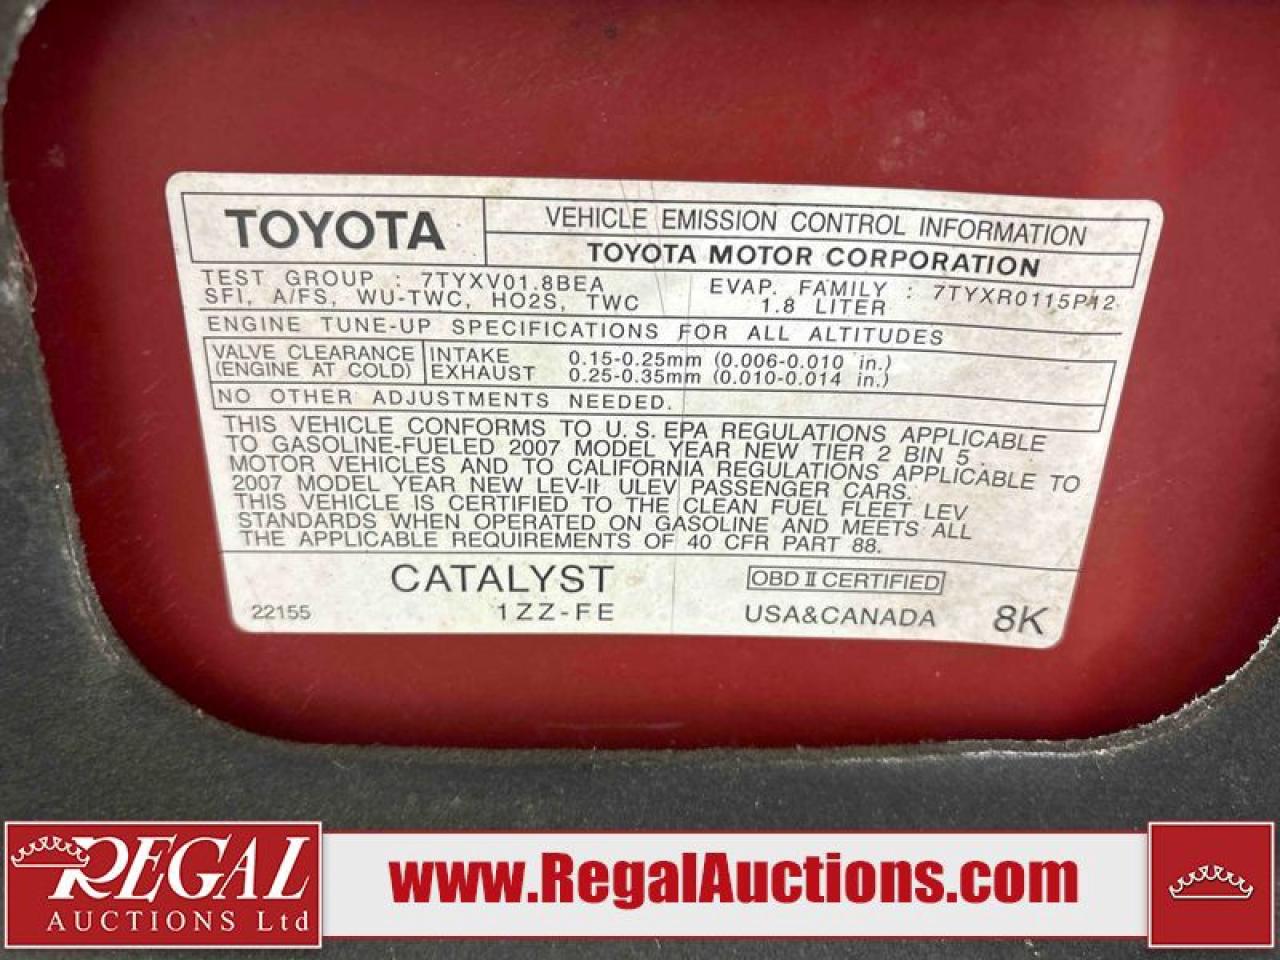 TOYOTA
VEHICLE EMISSION CONTROL INFORMATION
TOYOTA MOTOR CORPORATION
TEST GROUP : 7TYXV01.8BEA
EVAP. FAMILY : 7TYXR0115P12
SFI, A/FS, WU-TWC, HO2S, TWC
1.8 LITER
ENGINE TUNE-UP SPECIFICATIONS FOR ALL ALTITUDES
VALVE CLEARANCE
(ENGINE AT COLD)
INTAKE 0.15-0.25mm (0.006-0.010 in.)
EXHAUST 0.25-0.35mm (0.010-0.014 in.)
NO OTHER ADJUSTMENTS NEEDED.
THIS VEHICLE CONFORMS TO U.S.EPA REGULATIONS APPLICABLE
TO GASOLINE-FUELED 2007 MODEL YEAR NEW TIER 2 BIN 5
MOTOR VEHICLES AND TO CALIFORNIA REGULATIONS APPLICABLE TO
2007 MODEL YEAR NEW LEV-II ULEV PASSENGER CARS.
THIS VEHICLE IS CERTIFIED TO THE CLEAN FUEL FLEET LEV
STANDARDS WHEN OPERATED ON GASOLINE AND MEETS ALL
THE APPLICABLE REQUIREMENTS OF 40 CFR PART 88.
CATALYST
OBD II CERTIFIED
22155
1ZZ-FE
USA&CANADA
8K
REGAL
AUCTIONS Ltd
www.RegalAuctions.com